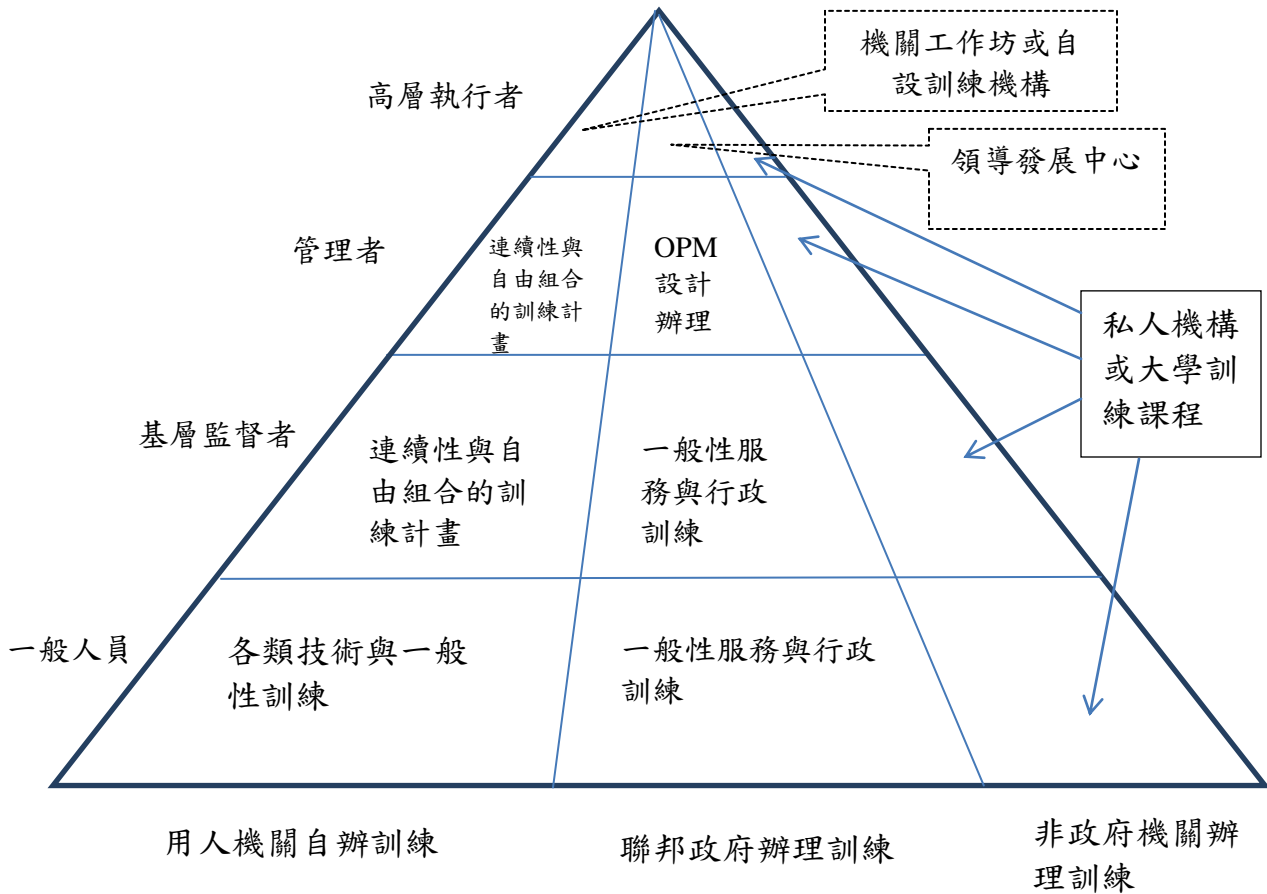 機關工作坊或自
設訓練機構
高層執行者
領導發展中心
管理者
連續性與
自由組合
的訓練計
畫
OPM
設計
辦理
私人機構
或大學訓
練課程
基層監督者
連續性與自
由組合的訓
練計畫
一般性服
務與行政
訓練
一般人員
各類技術與一般
性訓練
一般性服務與行政
訓練
用人機關自辦訓練
聯邦政府辦理訓練
非政府機關辦
理訓練